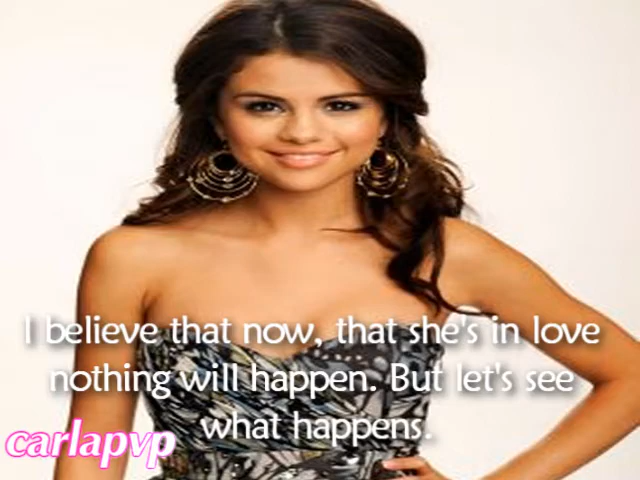 I believe that now, that she's in love
nothing will happen. But let's see
what happens.
carlapvp